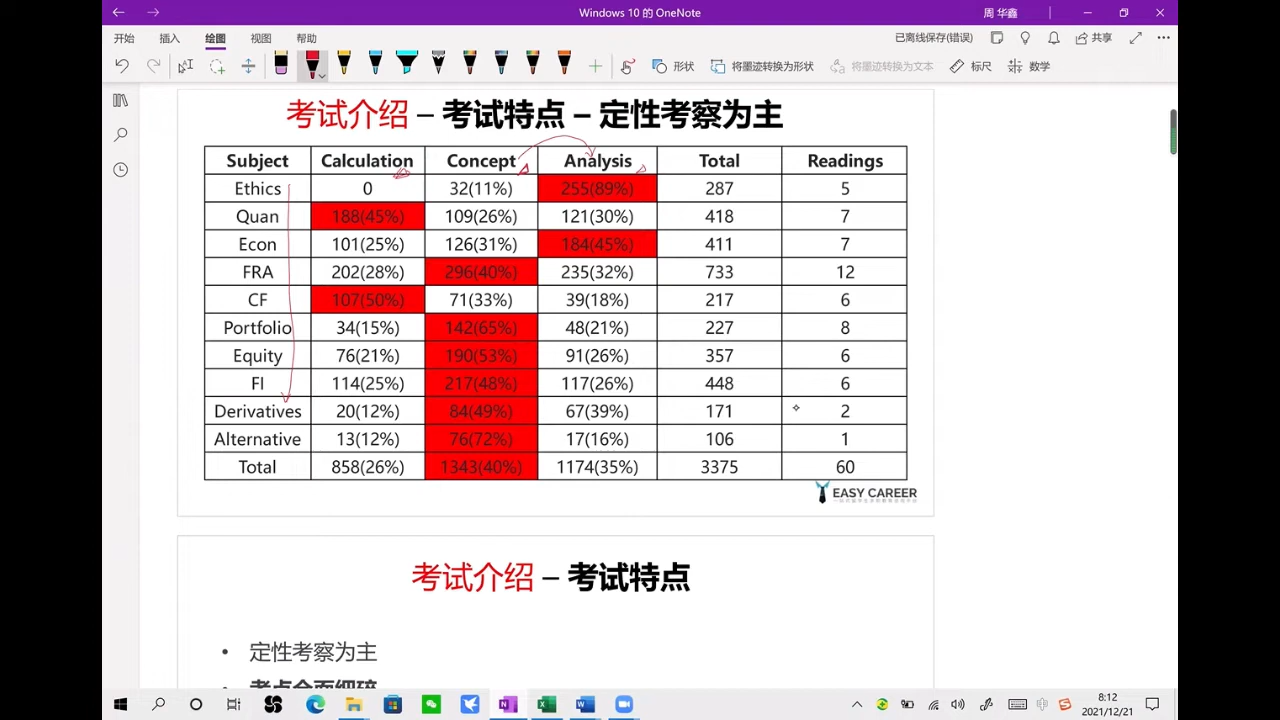 Windows 10 的 OneNote
周 华鑫
开始 插入 绘图 视图 帮助
已离线保存(错误) 共享
形状 将墨迹转换为形状 将墨迹转换为文本 标尺 数学
考试介绍 – 考试特点 – 定性考察为主
Subject Calculation Concept Analysis Total Readings
Ethics 0 32(11%) 255(89%) 287 5
Quan 188(45%) 109(26%) 121(30%) 418 7
Econ 101(25%) 126(31%) 184(45%) 411 7
FRA 202(28%) 296(40%) 235(32%) 733 12
CF 107(50%) 71(33%) 39(18%) 217 6
Portfolio 34(15%) 142(65%) 48(21%) 227 8
Equity 76(21%) 190(53%) 91(26%) 357 6
FI 114(25%) 217(48%) 117(26%) 448 6
Derivatives 20(12%) 84(49%) 67(39%) 171 2
Alternative 13(12%) 76(72%) 17(16%) 106 1
Total 858(26%) 1343(40%) 1174(35%) 3375 60
EASY CAREER
考试介绍 – 考试特点
• 定性考察为主
• 考点全面细碎
8:12
2021/12/21